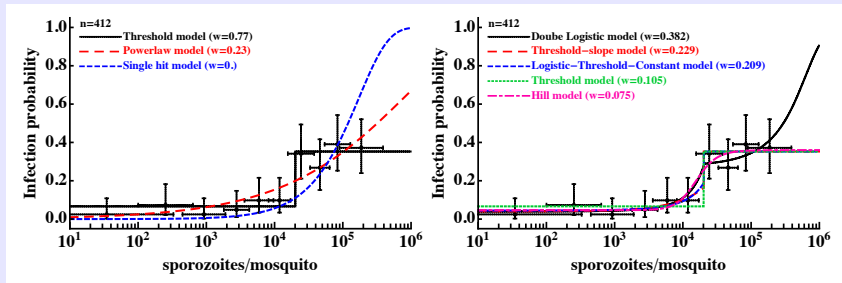 n=412
Threshold model (w=0.77)
Powerlaw model (w=0.23)
Single hit model (w=0.)
Infection probability
1.0
0.8
0.6
0.4
0.2
0.0
10^1 10^2 10^3 10^4 10^5 10^6
sporozoites/mosquito
n=412
Doube Logistic model (w=0.382)
Threshold-slope model (w=0.229)
Logistic-Threshold-Constant model (w=0.209)
Threshold model (w=0.105)
Hill model (w=0.075)
Infection probability
1.0
0.8
0.6
0.4
0.2
0.0
10^1 10^2 10^3 10^4 10^5 10^6
sporozoites/mosquito